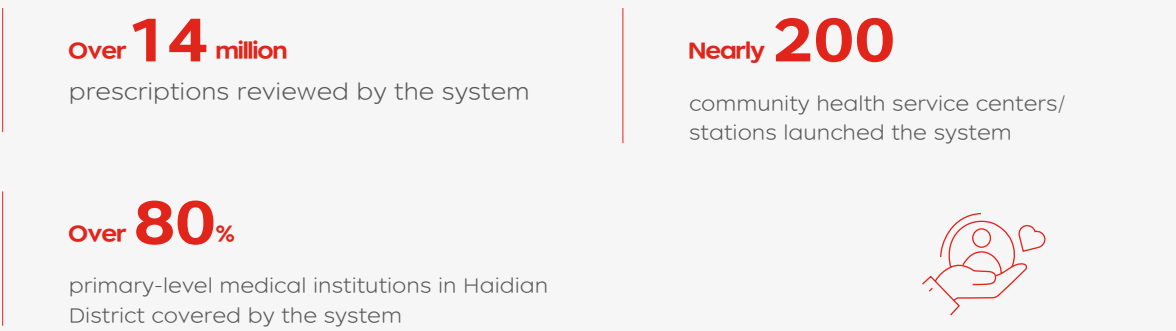 Over 14 million
prescriptions reviewed by the system
Nearly 200
community health service centers/
stations launched the system
Over 80%
primary-level medical institutions in Haidian
District covered by the system